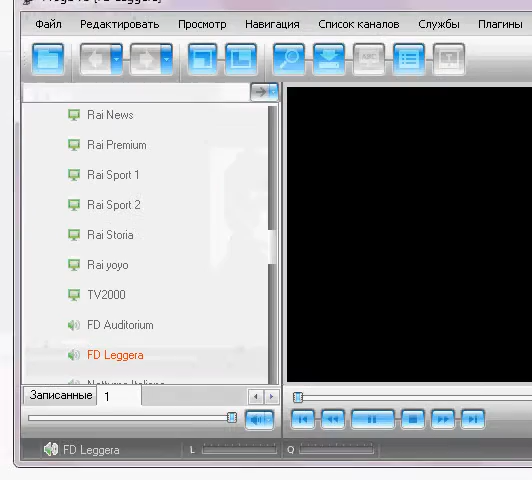 Файл Редактировать Просмотр Навигация Список каналов Службы Плагины
ABC
Rai News
Rai Premium
Rai Sport 1
Rai Sport 2
Rai Storia
Rai yoyo
TV2000
FD Auditorium
FD Leggera
Записанные 1
FD Leggera L Q